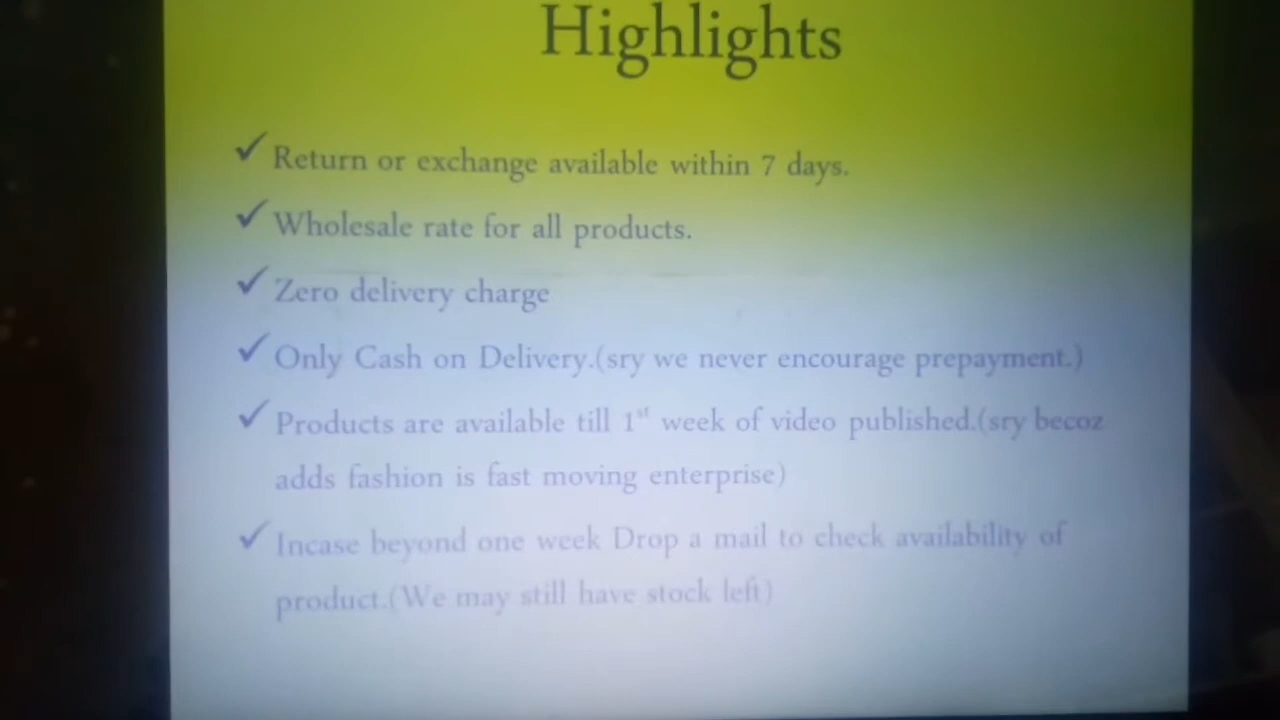 Highlights
✓ Return or exchange available within 7 days.
✓ Wholesale rate for all products.
✓ Zero delivery charge
✓ Only Cash on Delivery.(sry we never encourage prepayment.)
✓ Products are available till 1st week of video published.(sry becoz
adds fashion is fast moving enterprise)
✓ Incase beyond one week Drop a mail to check availability of
product.(We may still have stock left)